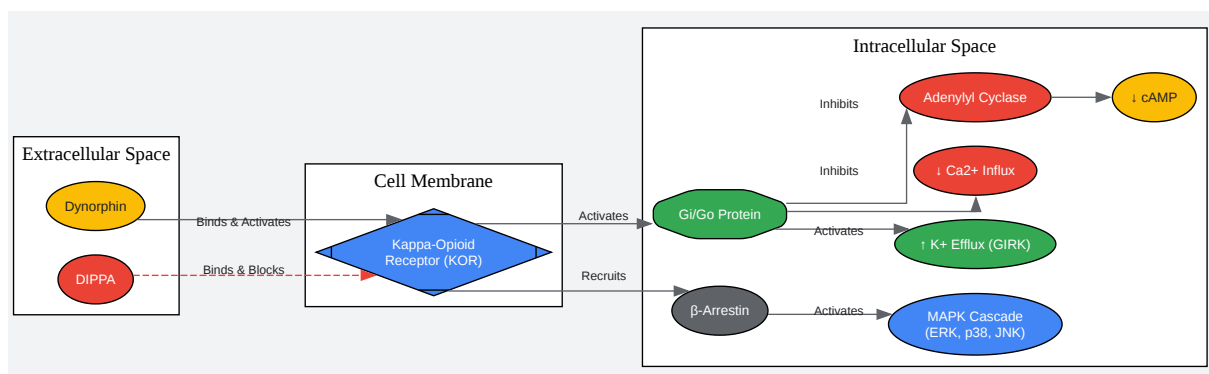 Extracellular Space
Dynorphin
DIPPA
Binds & Activates
Binds & Blocks
Cell Membrane
Kappa-Opioid
Receptor (KOR)
Activates
Recruits
Intracellular Space
Gi/Go Protein
β-Arrestin
Inhibits
Inhibits
Activates
Activates
Adenylyl Cyclase
↓ cAMP
↓ Ca2+ Influx
↑ K+ Efflux (GIRK)
MAPK Cascade
(ERK, p38, JNK)